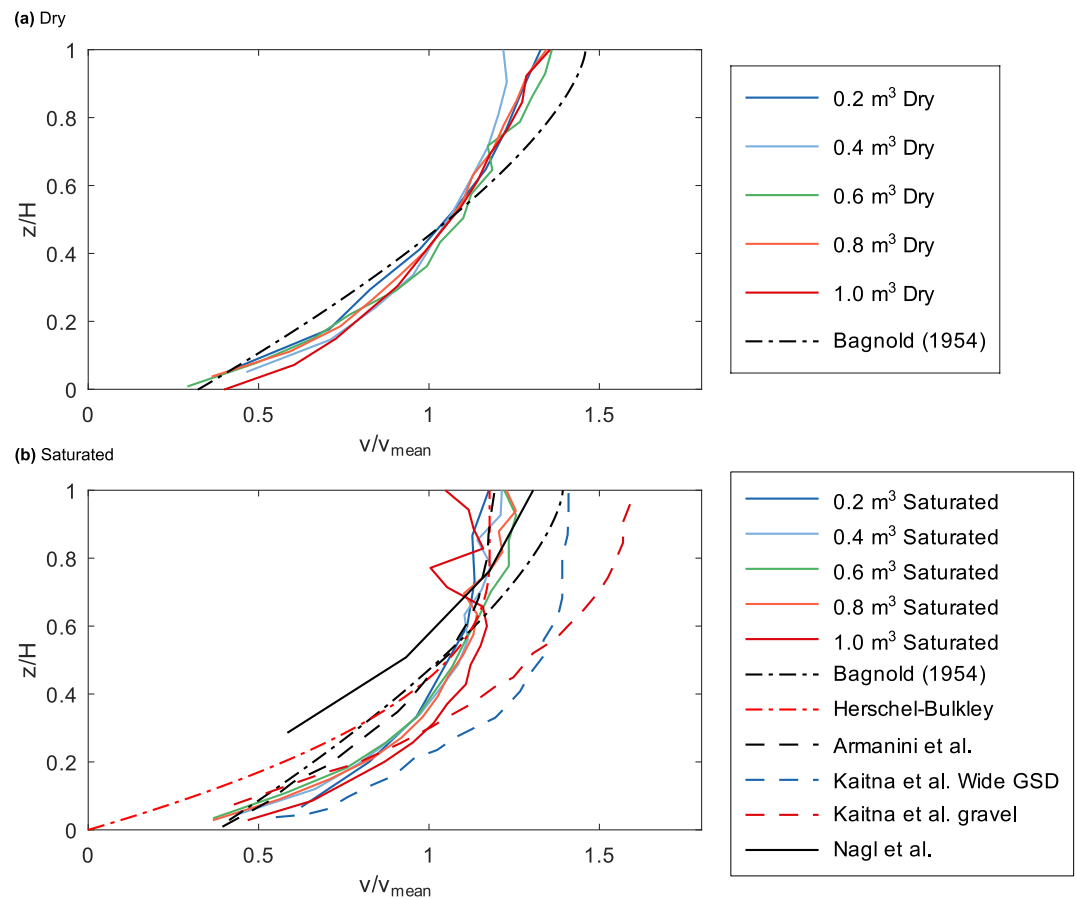 (a) Dry
1
0.8
0.6
0.4
0.2
0
z/H
0
0.5
1
1.5
v/v_mean
0.2 m³ Dry
0.4 m³ Dry
0.6 m³ Dry
0.8 m³ Dry
1.0 m³ Dry
Bagnold (1954)
(b) Saturated
1
0.8
0.6
0.4
0.2
0
z/H
0
0.5
1
1.5
v/v_mean
0.2 m³ Saturated
0.4 m³ Saturated
0.6 m³ Saturated
0.8 m³ Saturated
1.0 m³ Saturated
Bagnold (1954)
Herschel-Bulkley
Armanini et al.
Kaitna et al. Wide GSD
Kaitna et al. gravel
Nagl et al.